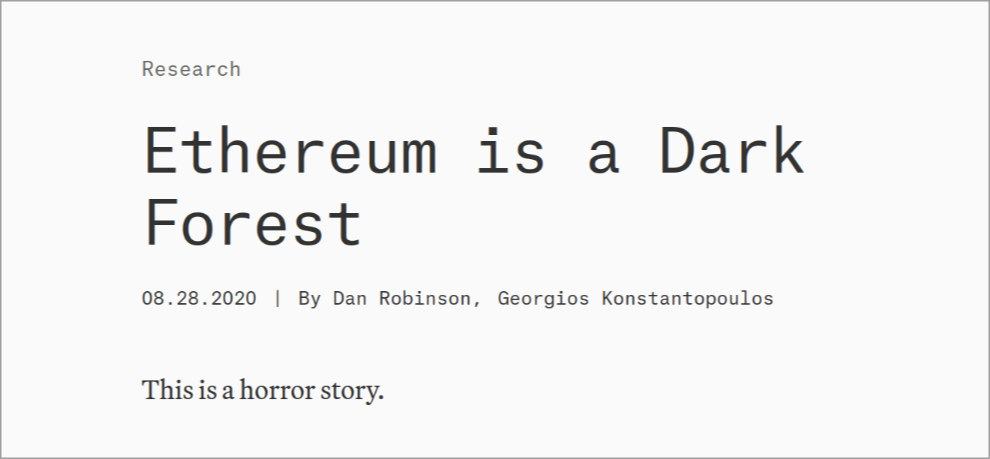 Research
Ethereum is a Dark
Forest
08.28.2020 | By Dan Robinson, Georgios Konstantopoulos
This is a horror story.